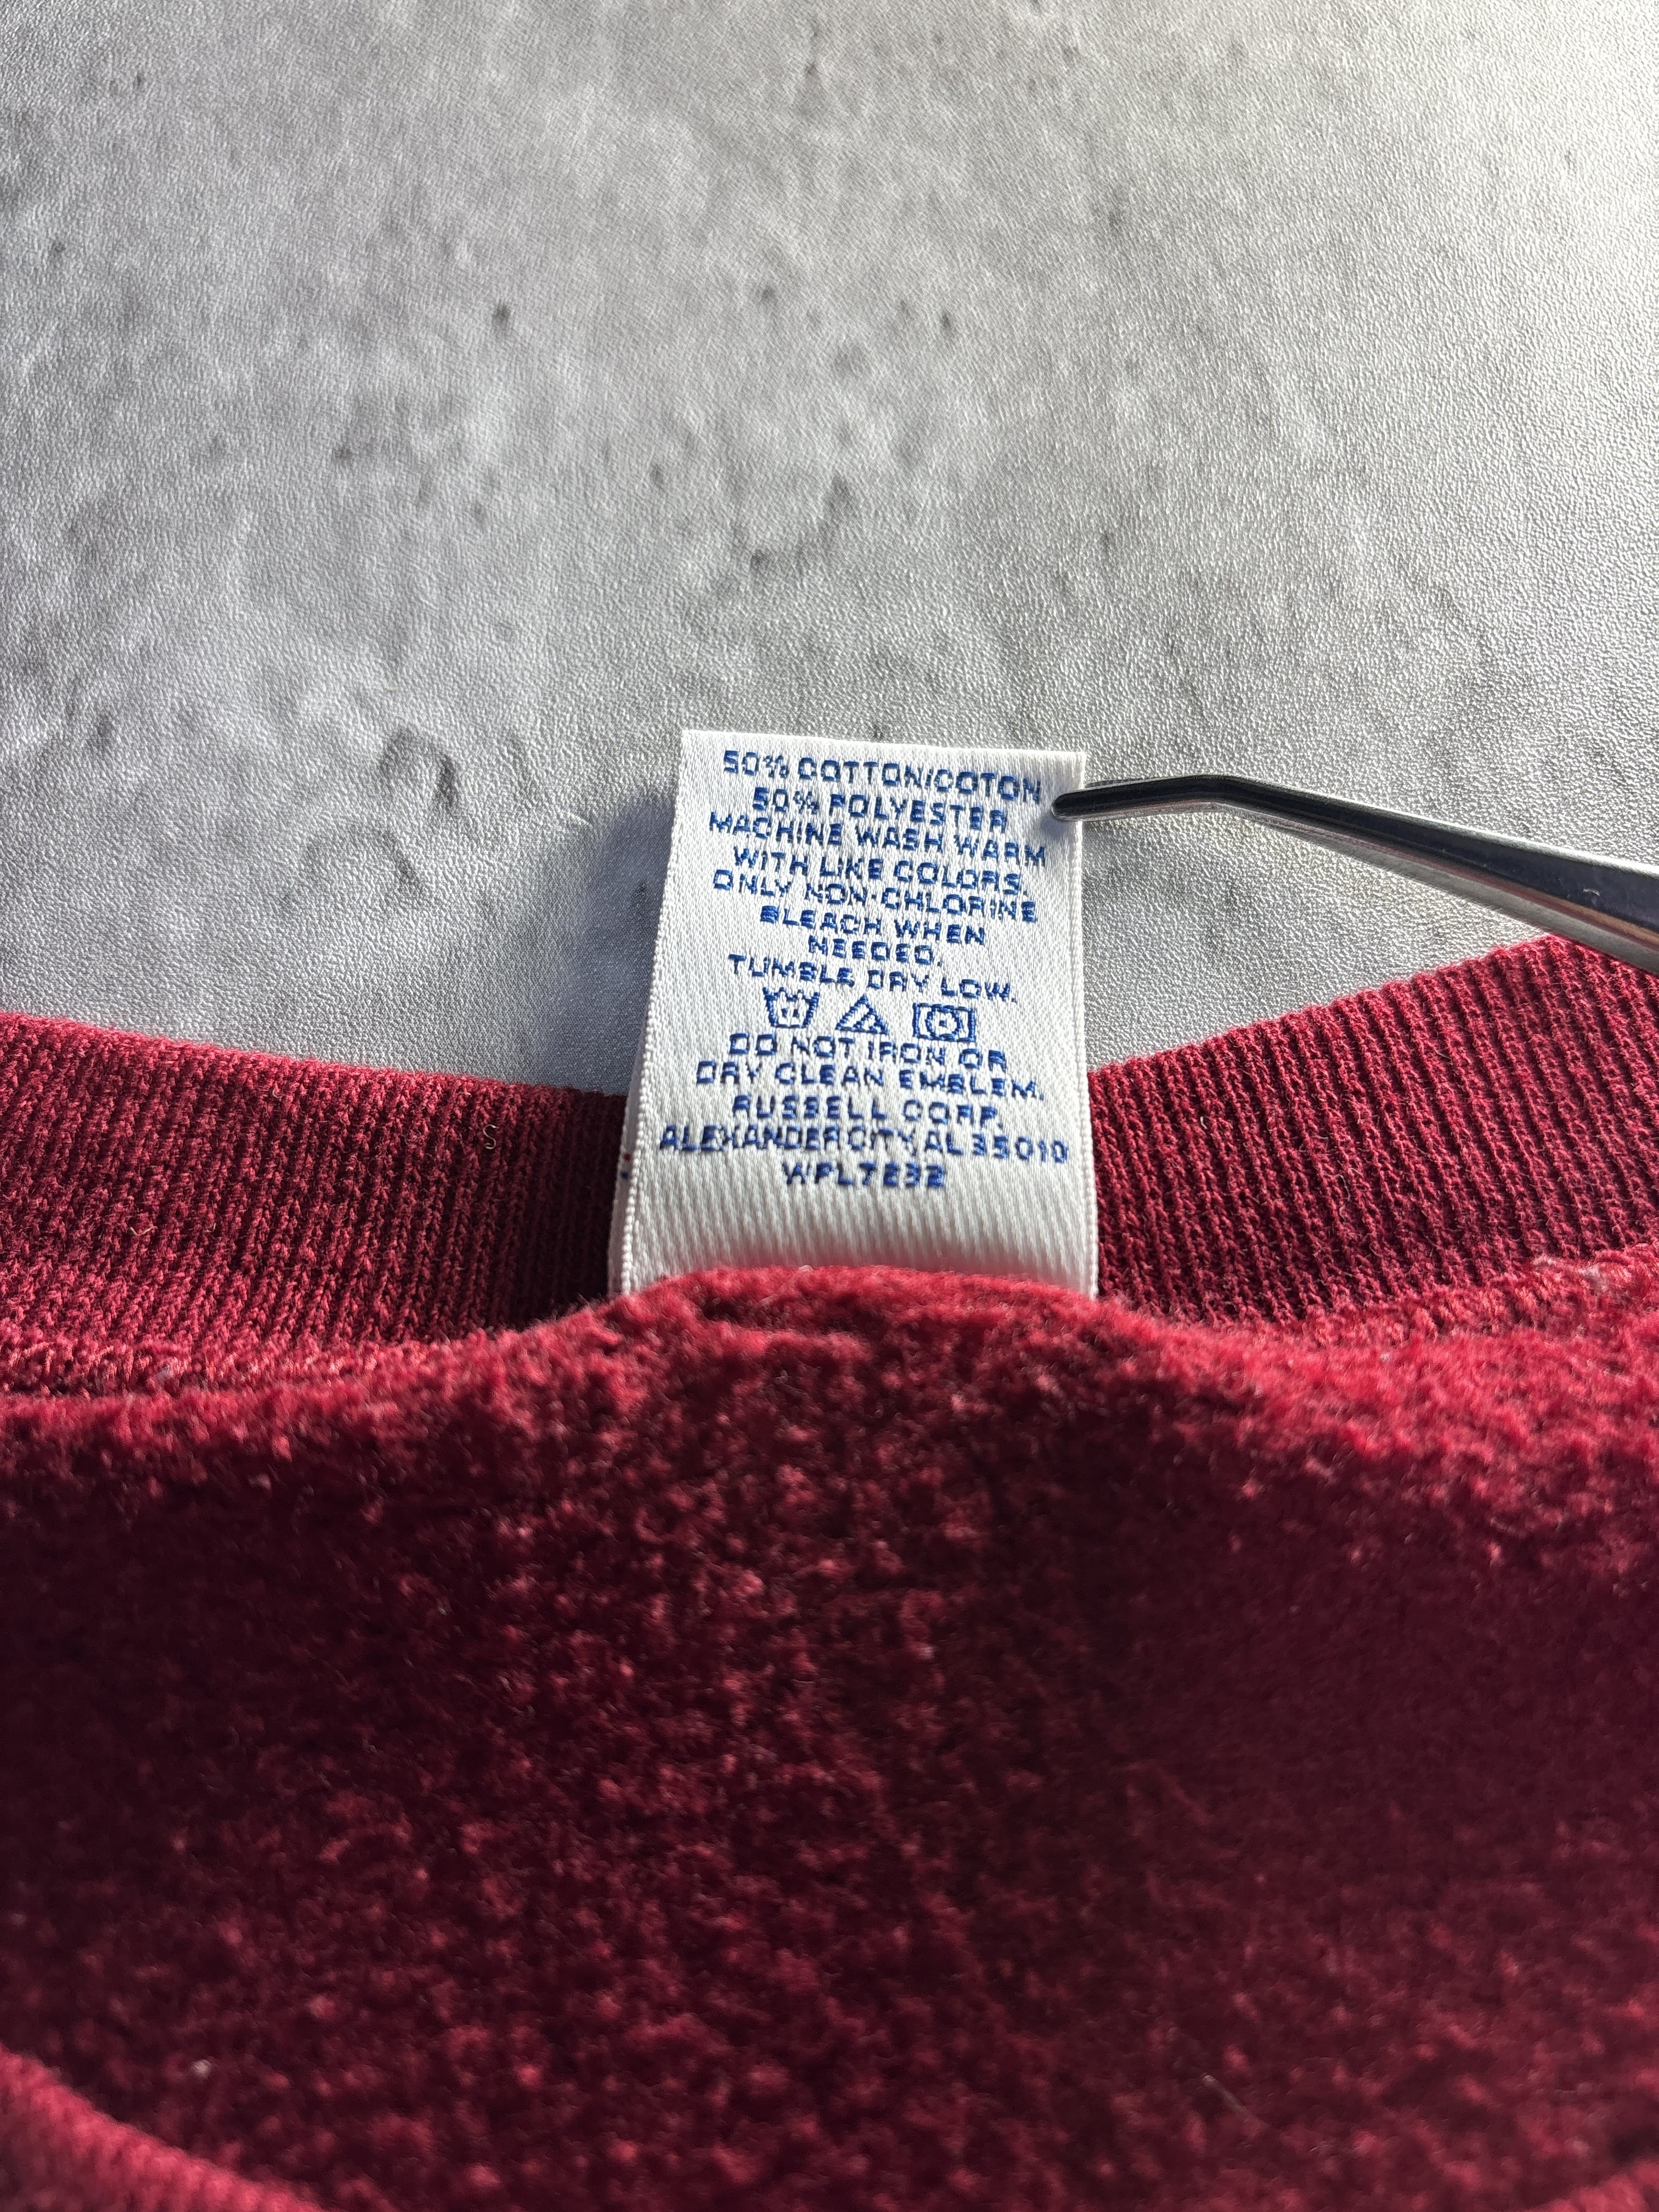 50% COTTON/COTON
50% POLYESTER
MACHINE WASH WARM
WITH LIKE COLORS.
ONLY NON-CHLORINE
BLEACH WHEN
NEEDED.
TUMBLE DRY LOW.
DO NOT IRON OR
DRY CLEAN EMBLEM.
RUSSELL CORP.
ALEXANDER CITY, AL 35010
WPL7232